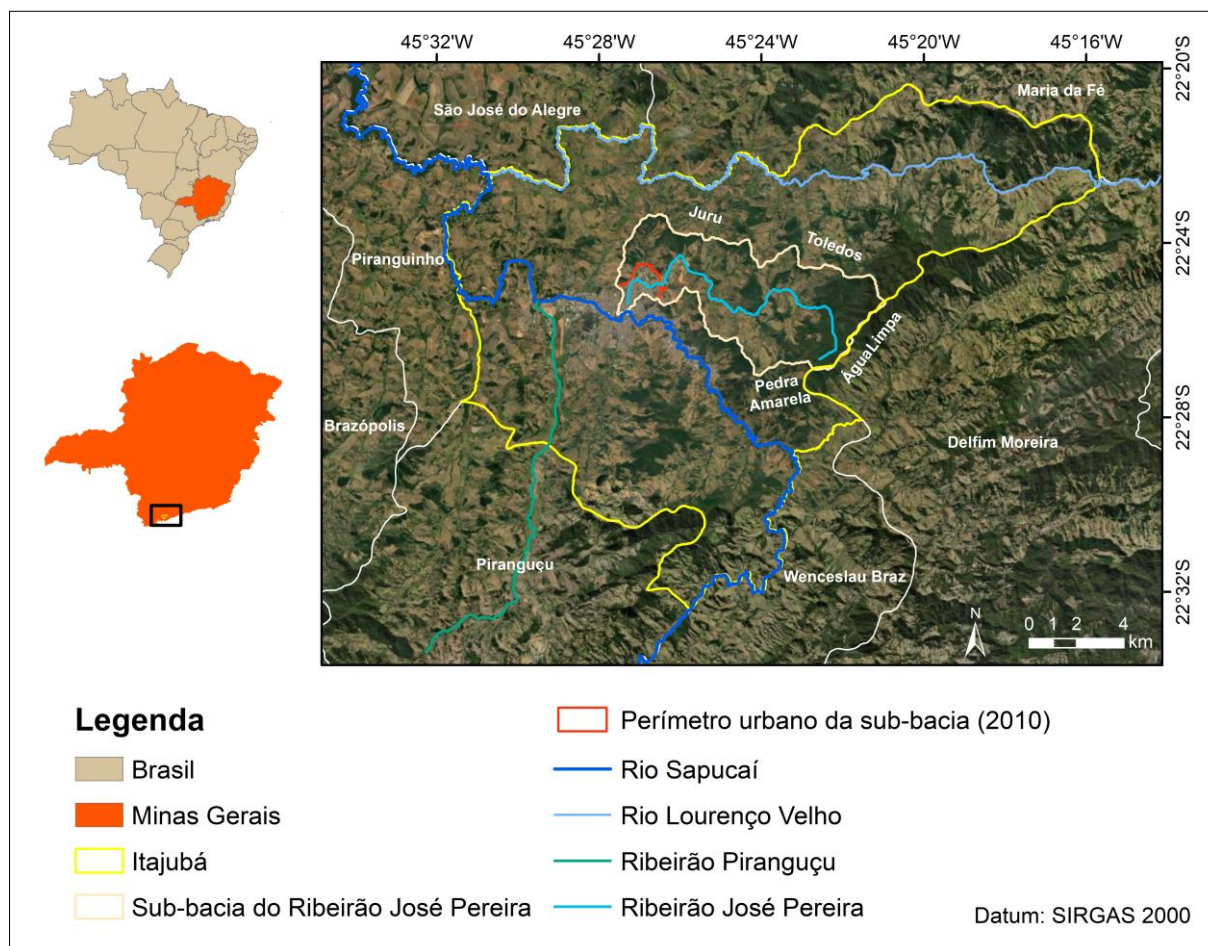 45°32'W 45°28'W 45°24'W 45°20'W 45°16'W
22°20'S
22°24'S
22°28'S
22°32'S
São José do Alegre
Maria da Fé
Juru
Toledos
Piranguinho
Água Limpa
Pedra
Amarela
Brazópolis
Delfim Moreira
Piranguçu
Wenceslau Braz
N
0 1 2 4
km
Legenda
Brasil
Minas Gerais
Itajubá
Sub-bacia do Ribeirão José Pereira
Perímetro urbano da sub-bacia (2010)
Rio Sapucaí
Rio Lourenço Velho
Ribeirão Piranguçu
Ribeirão José Pereira
Datum: SIRGAS 2000